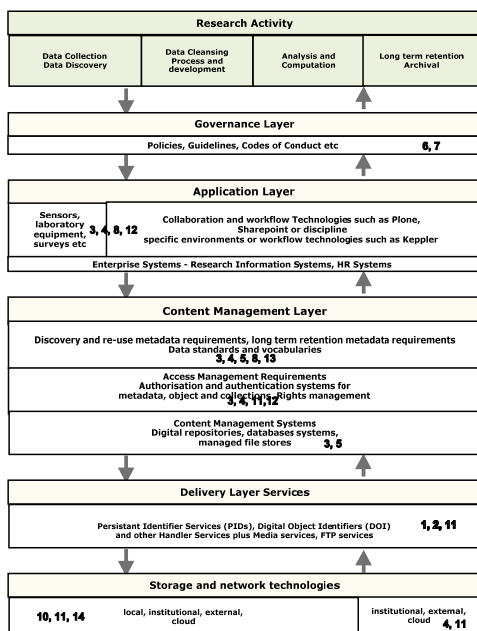 Research Activity
Data Collection
Data Discovery
Data Cleansing
Process and
development
Analysis and
Computation
Long term retention
Archival
Governance Layer
Policies, Guidelines, Codes of Conduct etc
6, 7
Application Layer
Sensors,
laboratory
equipment,
surveys etc
3, 4, 8, 12
Collaboration and workflow Technologies such as Plone,
Sharepoint or discipline
specific environments or workflow technologies such as Keppler
Enterprise Systems - Research Information Systems, HR Systems
Content Management Layer
Discovery and re-use metadata requirements, long term retention metadata requirements
Data standards and vocabularies
3, 4, 5, 8, 13
Access Management Requirements
Authorisation and authentication systems for
metadata, object and collections, Rights management
3, 4, 11,12
Content Management Systems
Digital repositories, databases systems,
managed file stores
3, 5
Delivery Layer Services
Persistant Identifier Services (PIDs), Digital Object Identifiers (DOI)
and other Handler Services plus Media services, FTP services
1, 2, 11
Storage and network technologies
10, 11, 14
local, institutional, external,
cloud
institutional, external,
cloud
4, 11